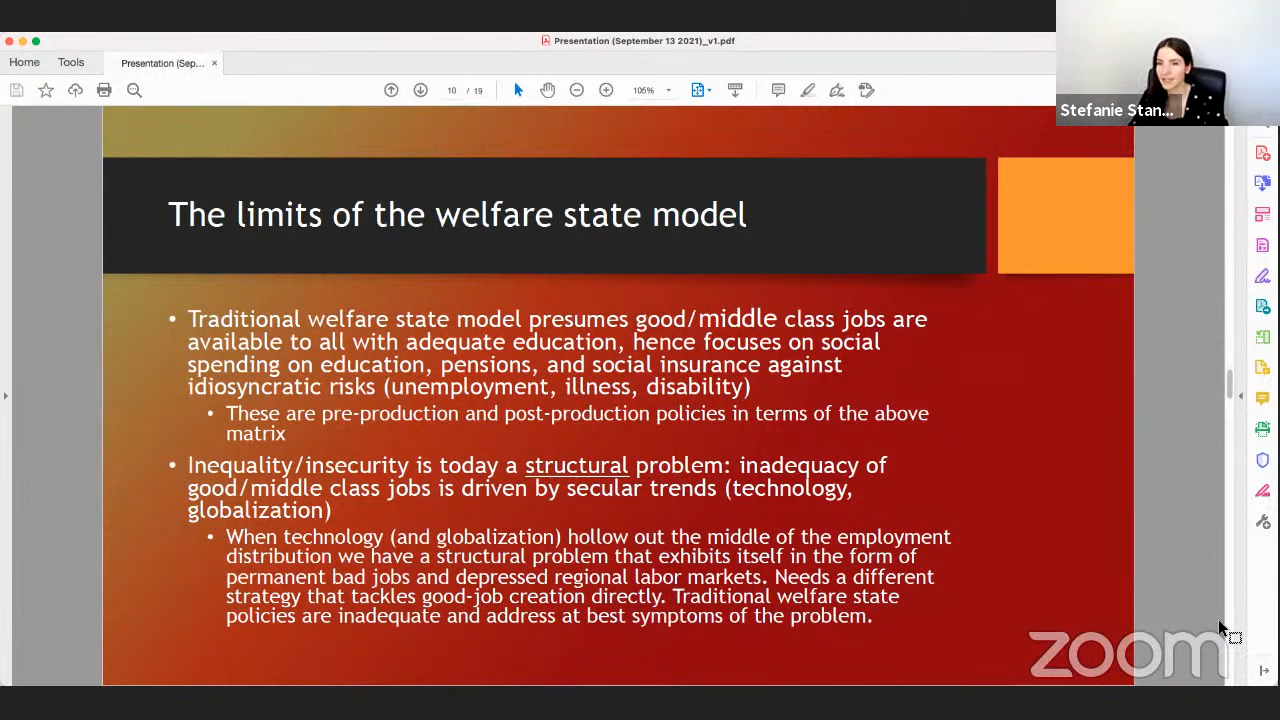 Presentation (September 13 2021)_v1.pdf
Home Tools Presentation (Sep... ×
10 / 19 105%
Stefanie Stan...
The limits of the welfare state model
• Traditional welfare state model presumes good/middle class jobs are
available to all with adequate education, hence focuses on social
spending on education, pensions, and social insurance against
idiosyncratic risks (unemployment, illness, disability)
• These are pre-production and post-production policies in terms of the above
matrix
• Inequality/insecurity is today a structural problem: inadequacy of
good/middle class jobs is driven by secular trends (technology,
globalization)
• When technology (and globalization) hollow out the middle of the employment
distribution we have a structural problem that exhibits itself in the form of
permanent bad jobs and depressed regional labor markets. Needs a different
strategy that tackles good-job creation directly. Traditional welfare state
policies are inadequate and address at best symptoms of the problem.
zoom